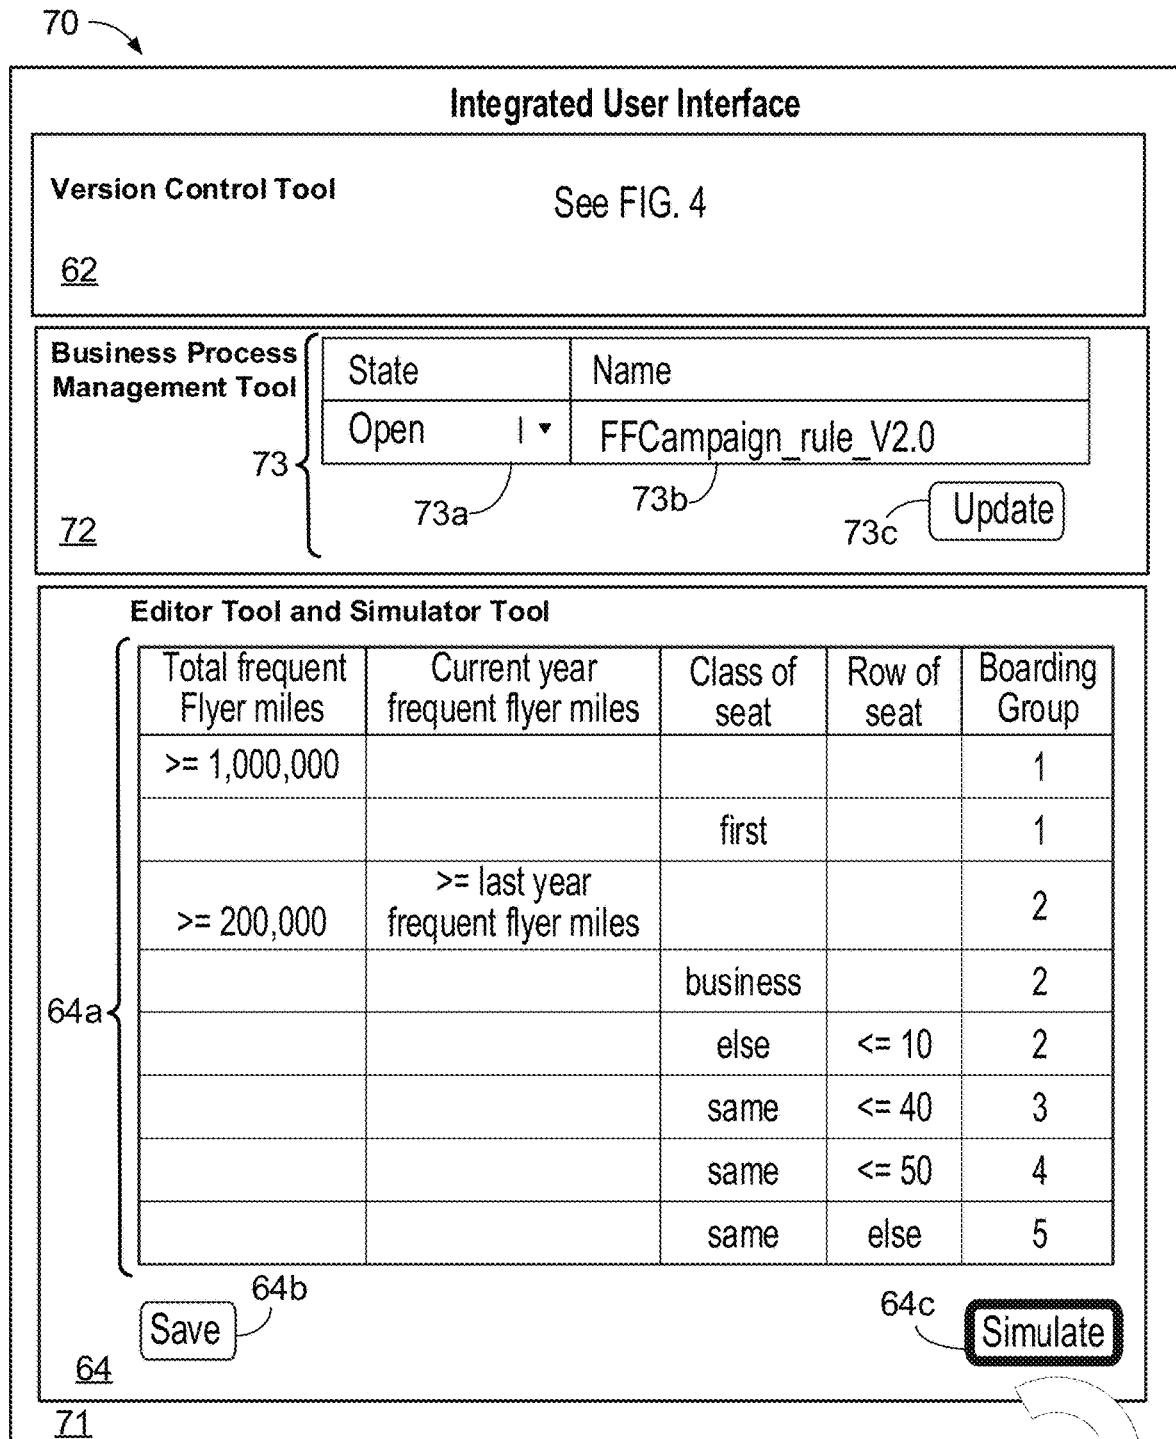 70
Integrated User Interface
Version Control Tool
See FIG. 4
62
Business Process
Management Tool
State Name
Open FFCampaign_rule_V2.0
73
73a 73b
73c Update
72
Editor Tool and Simulator Tool
Total frequent Current year Class of Row of Boarding
Flyer miles frequent flyer miles seat seat Group
>= 1,000,000 1
first 1
>= last year
>= 200,000 frequent flyer miles 2
business 2
64a
else <= 10 2
same <= 40 3
same <= 50 4
same else 5
64b
Save
64c
Simulate
64
71